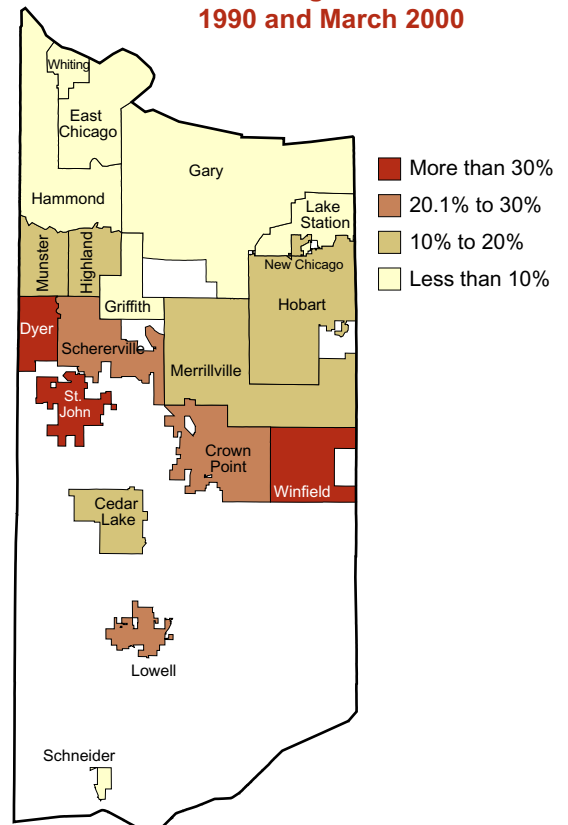 1990 and March 2000
Whiting
East
Chicago
Gary
Hammond
Lake
Station
Munster
Highland
New Chicago
Griffith
Hobart
Dyer
Schererville
Merrillville
St.
John
Crown
Point
Winfield
Cedar
Lake
Lowell
Schneider
More than 30%
20.1% to 30%
10% to 20%
Less than 10%